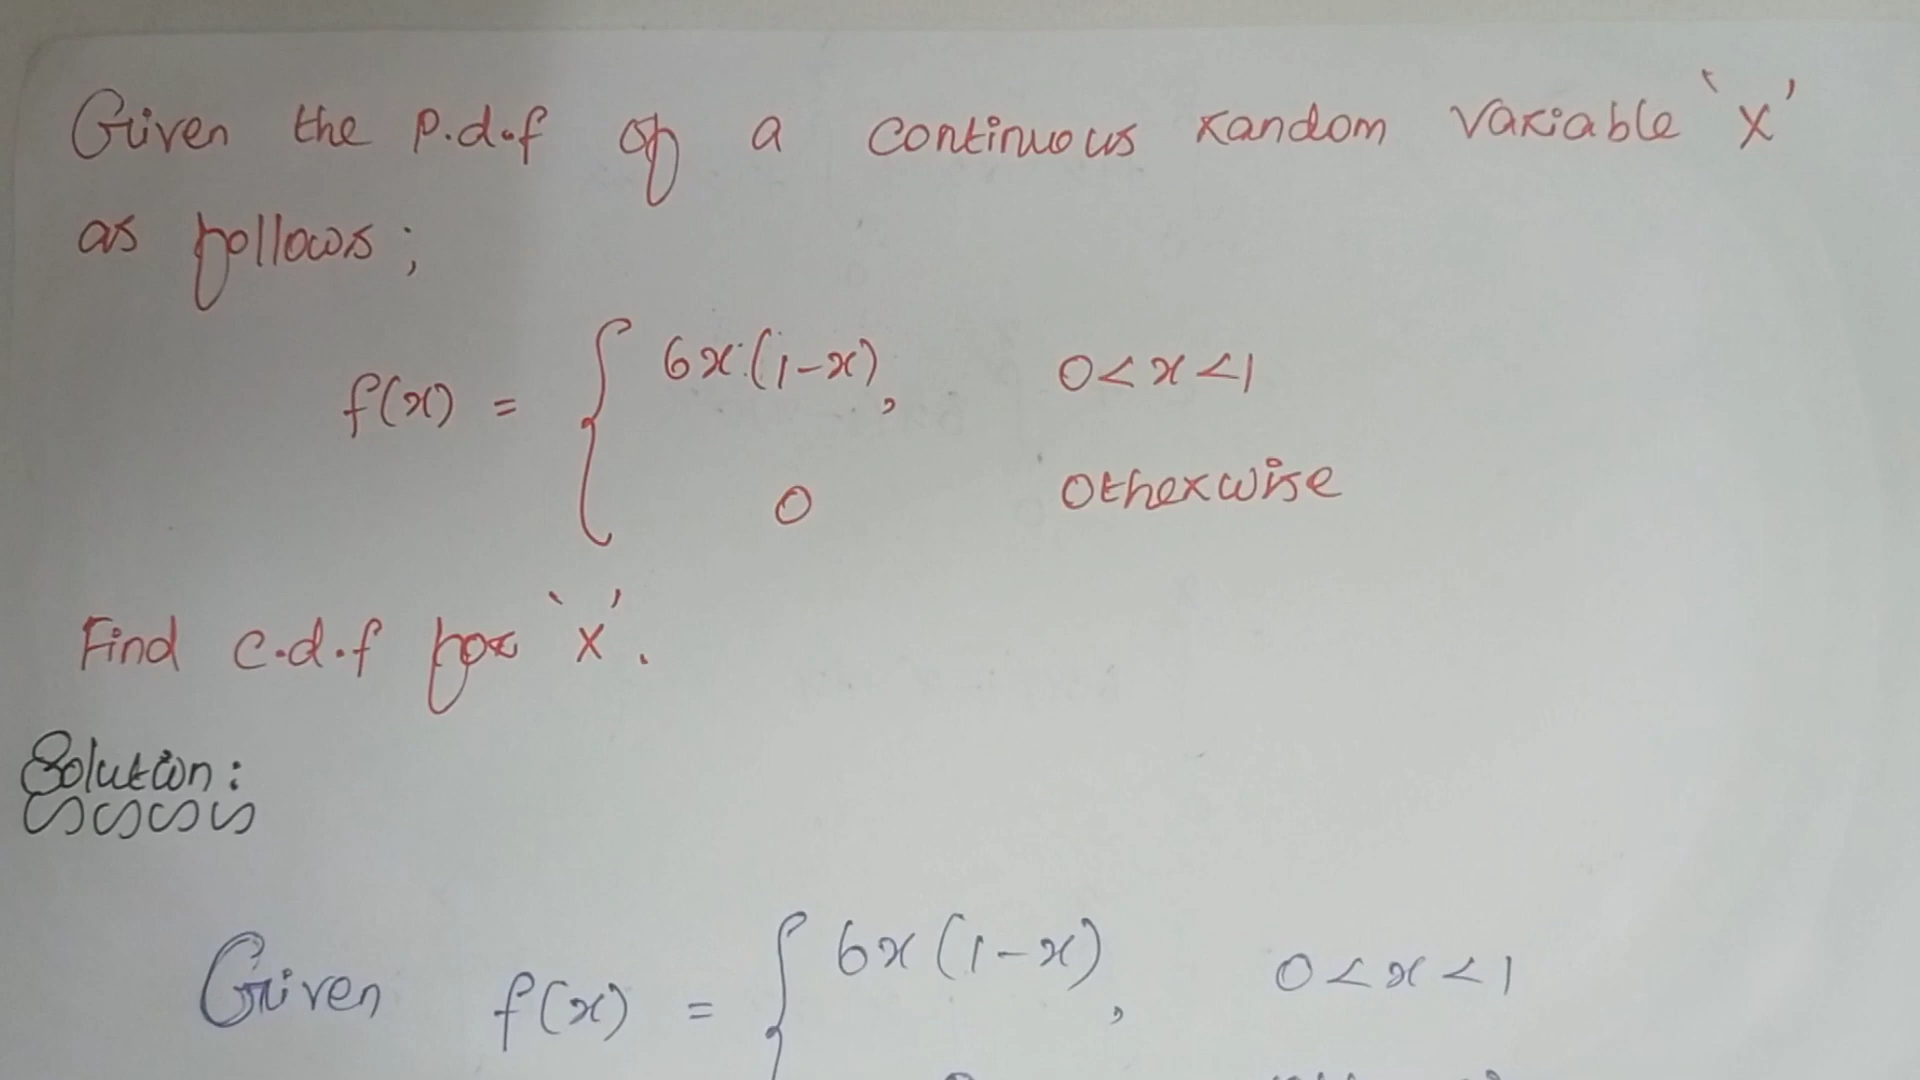 Given the p.d.f of a continuous random variable 'X'
as follows;
f(x) = { 6x(1-x), 0<x<1
0 otherwise
Find c.d.f for 'X'.
Solution:
Given f(x) = { 6x(1-x), 0<x<1